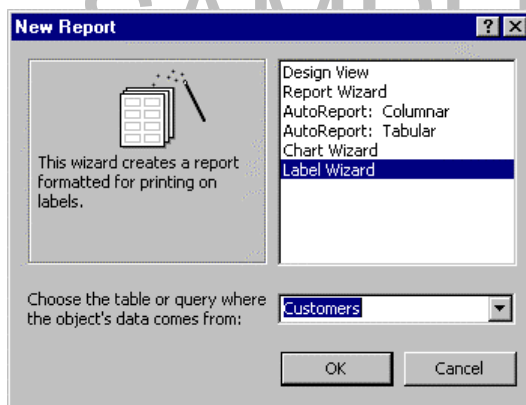 SAMPLE
New Report
Design View
Report Wizard
AutoReport: Columnar
AutoReport: Tabular
Chart Wizard
Label Wizard
This wizard creates a report
formatted for printing on
labels.
Choose the table or query where
the object's data comes from:
Customers
OK
Cancel